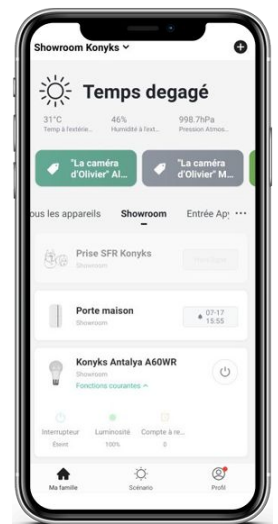 Showroom Konyks
Temps degagé
31°C 46% 998.7hPa
Temp à l'extérie... Humidité à l'ext... Pression Atmos...
"La caméra
d'Olivier" Al...
"La caméra
d'Olivier" M...
ous les appareils Showroom Entrée Ap
Prise SFR Konyks
Showroom
Porte maison
Showroom
07-17
15:55
Konyks Antalya A60WR
Showroom
Fonctions courantes
Interrupteur Luminosité Compte à re...
Éteint 100% 0
Ma famille Scénario Profil